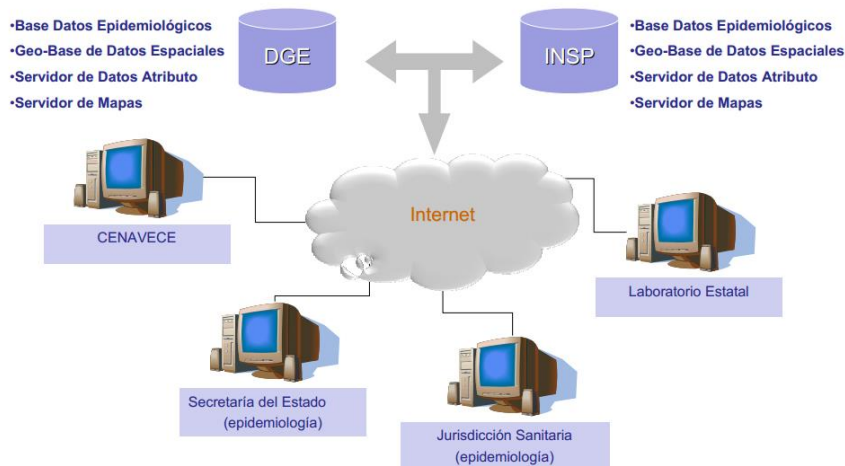 •Base Datos Epidemiológicos
•Geo-Base de Datos Espaciales
•Servidor de Datos Atributo
•Servidor de Mapas
DGE
INSP
•Base Datos Epidemiológicos
•Geo-Base de Datos Espaciales
•Servidor de Datos Atributo
•Servidor de Mapas
Internet
CENAVECE
Laboratorio Estatal
Secretaría del Estado
(epidemiología)
Jurisdicción Sanitaria
(epidemiología)